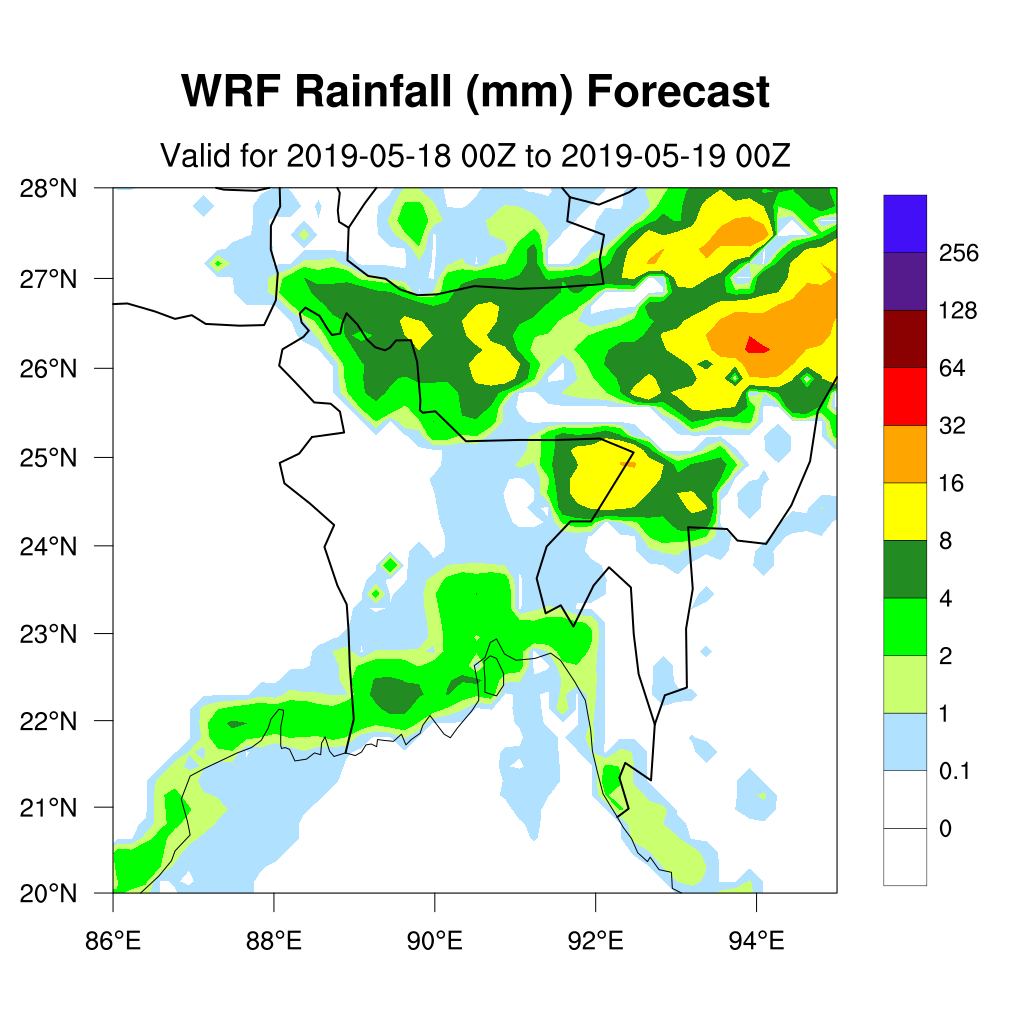 WRF Rainfall (mm) Forecast
Valid for 2019-05-18 00Z to 2019-05-19 00Z
28°N
27°N
26°N
25°N
24°N
23°N
22°N
21°N
20°N
86°E 88°E 90°E 92°E 94°E
256
128
64
32
16
8
4
2
1
0.1
0